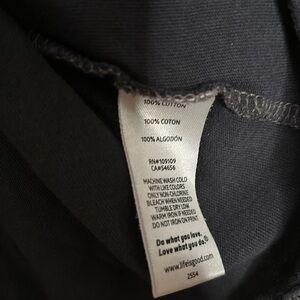 100% COTTON
100% COTON
100% ALGODÓN
RN#109109
CA#54656
MACHINE WASH COLD
WITH LIKE COLORS
ONLY NON-CHLORINE
BLEACH WHEN NEEDED
TUMBLE DRY LOW
WARM IRON IF NEEDED
DO NOT IRON ON PRINT
Do what you love.
Love what you do.®
www.lifeisgood.com
2554